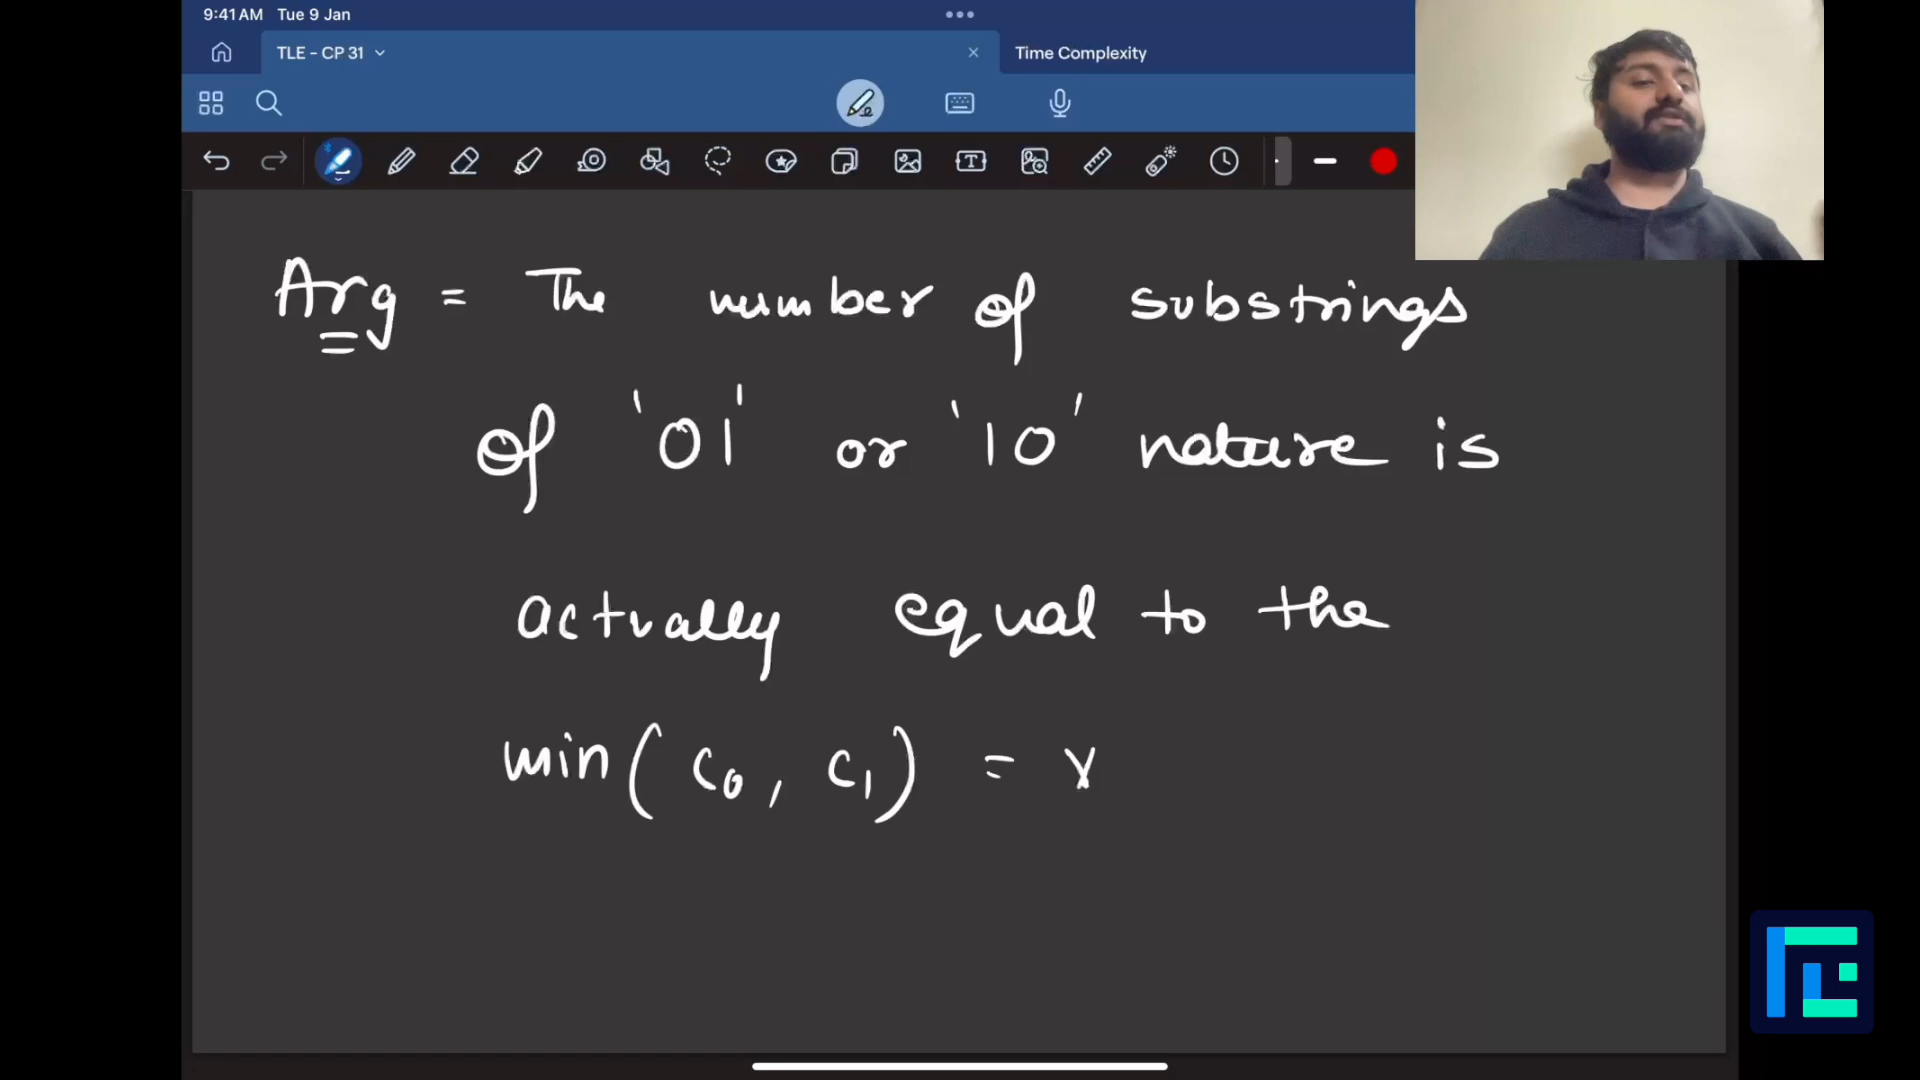 9:41 AM Tue 9 Jan
TLE - CP 31
Time Complexity
Arg = The number of substrings
of '01' or '10' nature is
actually equal to the
min( c₀, c₁) = x